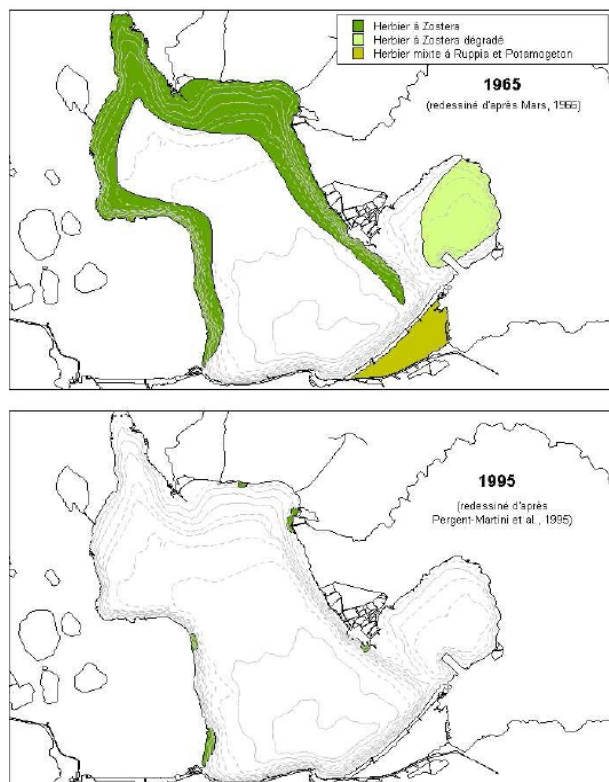 Herbier à Zostera
Herbier à Zostera dégradé
Herbier mixte à Ruppia et Potamogeton
1965
(redessiné d'après Mars, 1966)
1995
(redessiné d'après
Pergent-Martini et al., 1995)